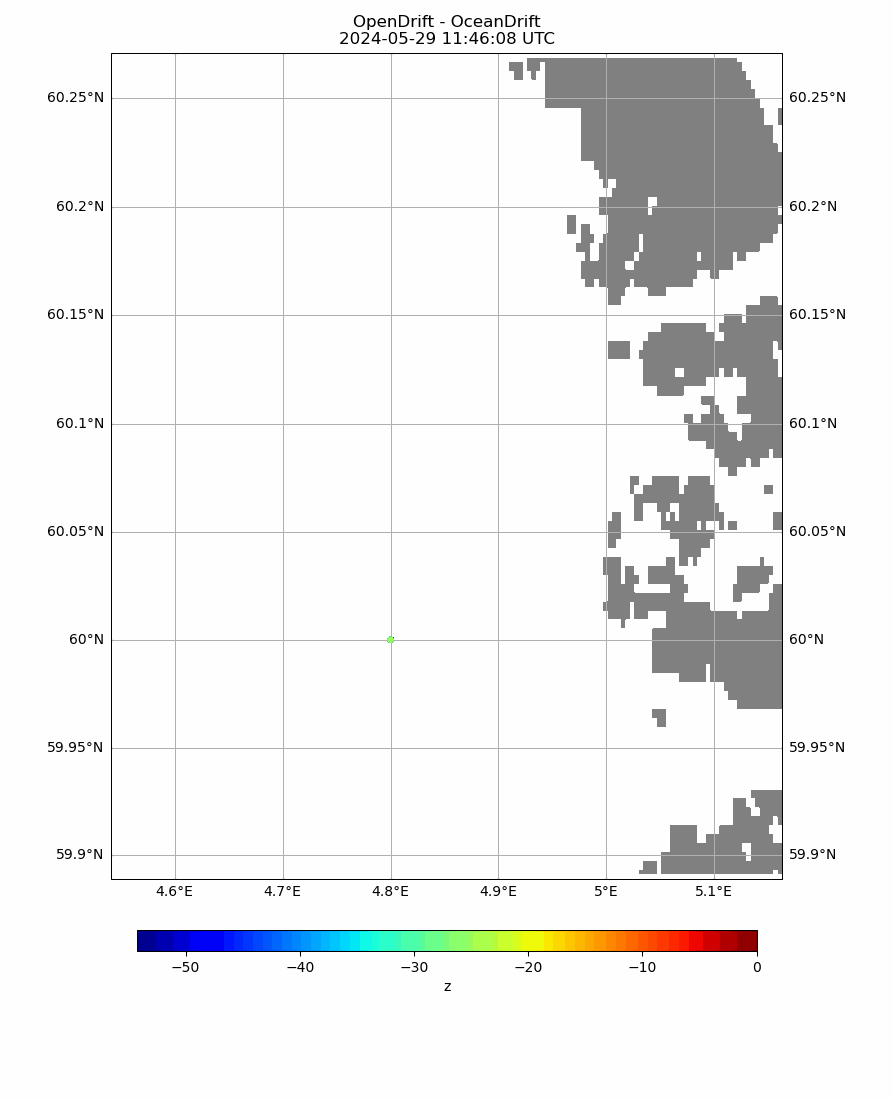 OpenDrift - OceanDrift
2024-05-29 11:46:08 UTC
60.25°N 60.25°N
60.2°N 60.2°N
60.15°N 60.15°N
60.1°N 60.1°N
60.05°N 60.05°N
60°N 60°N
59.95°N 59.95°N
59.9°N 59.9°N
4.6°E 4.7°E 4.8°E 4.9°E 5°E 5.1°E
−50 −40 −30 −20 −10 0
z